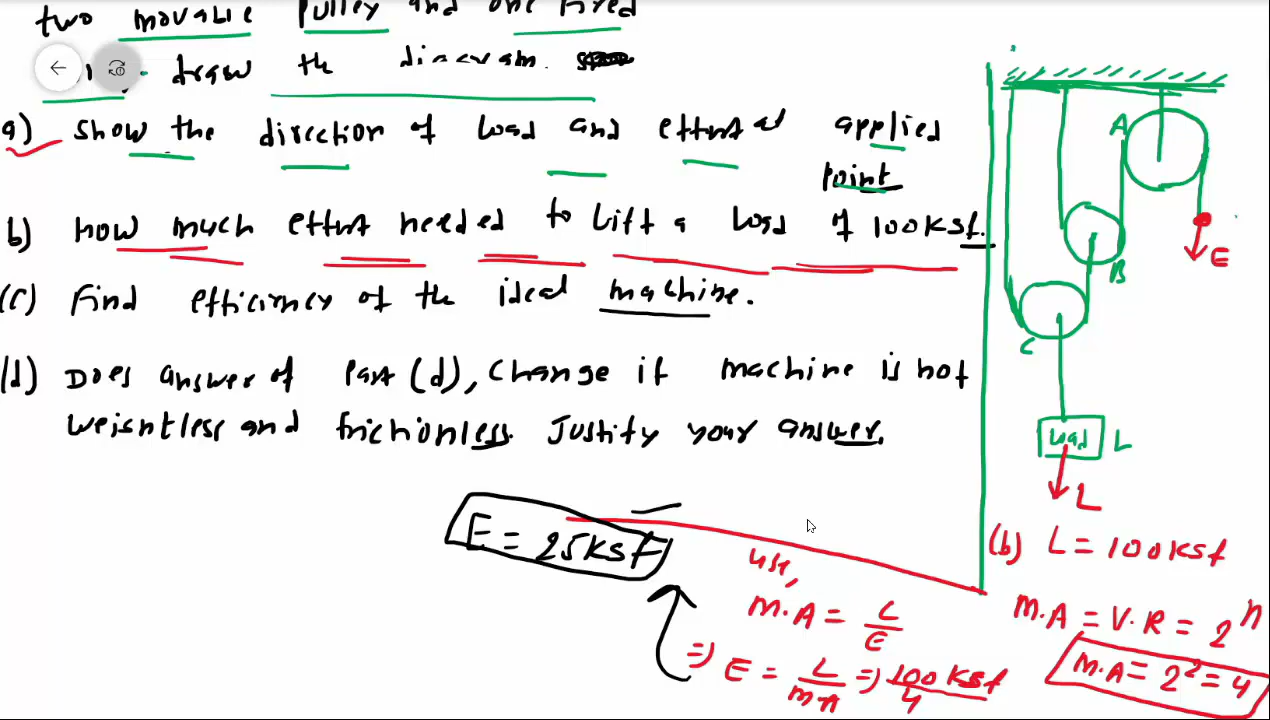 two movable pulley and one fixed
draw the diagram.
a) Show the direction of load and effort at applied
point
b) How much effort needed to lift a load of 100kgf.
(c) Find efficiency of the ideal machine.
(d) Does answer of Part (d), change if machine is not
weightless and frictionless. Justify your answer.
A
B
C
E
Load L
L
E = 25kgf
(b) L = 100kgf
M.A = V.R = 2^n
M.A = 2^2 = 4
use,
M.A = L/E
=> E = L/MA => 100kgf/4